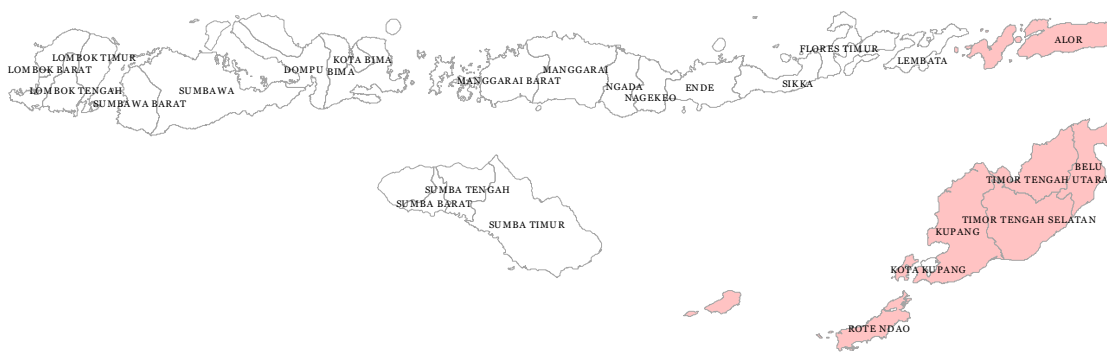 ALOR
FLORES TIMUR
LOMBOK TIMUR
KOTA BIMA
LEMBATA
LOMBOK BARAT
DOMPU
BIMA
MANGGARAI
MANGGARAI BARAT
SIKKA
LOMBOK TENGAH
SUMBAWA
NGADA
ENDE
NAGEKEO
SUMBAWA BARAT
BELU
TIMOR TENGAH UTARA
SUMBA TENGAH
SUMBA BARAT
TIMOR TENGAH SELATAN
SUMBA TIMUR
KUPANG
KOTA KUPANG
ROTE NDAO